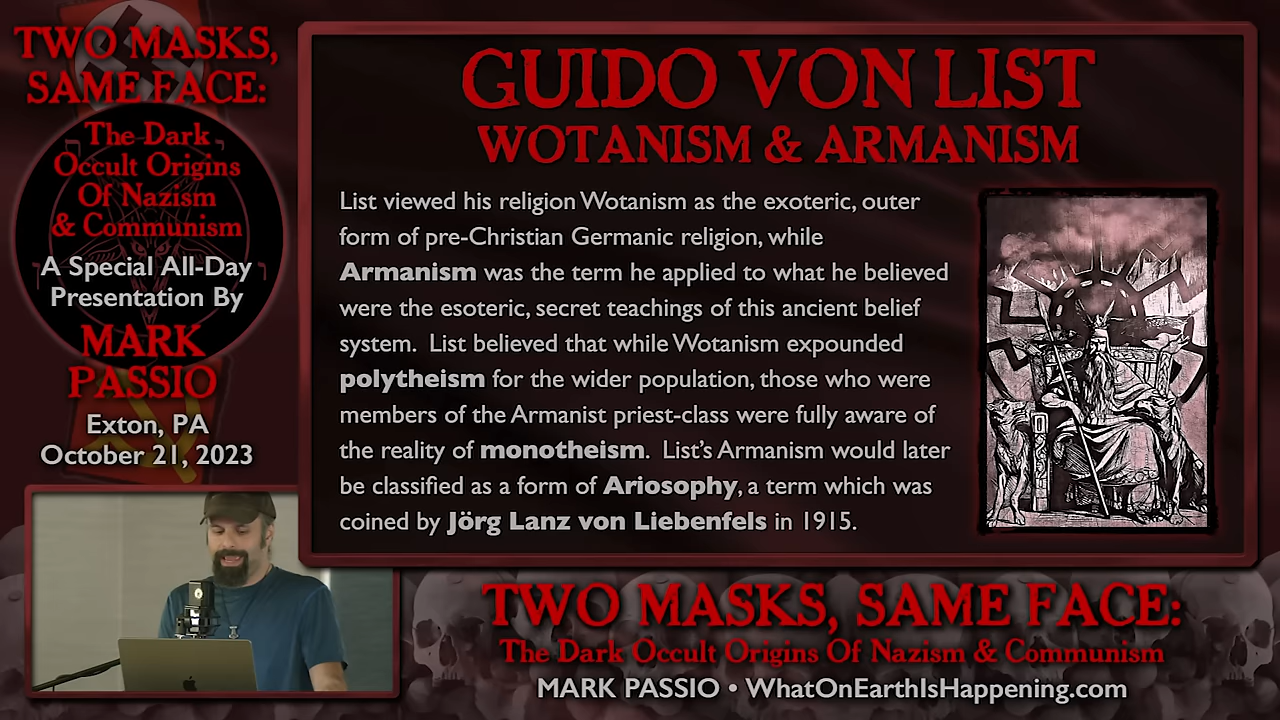 TWO MASKS,
SAME FACE:
The Dark
Occult Origins
Of Nazism
& Communism
A Special All-Day
Presentation By
MARK
PASSIO
Exton, PA
October 21, 2023
GUIDO VON LIST
WOTANISM & ARMANISM
List viewed his religion Wotanism as the exoteric, outer
form of pre-Christian Germanic religion, while
Armanism was the term he applied to what he believed
were the esoteric, secret teachings of this ancient belief
system. List believed that while Wotanism expounded
polytheism for the wider population, those who were
members of the Armanist priest-class were fully aware of
the reality of monotheism. List's Armanism would later
be classified as a form of Ariosophy, a term which was
coined by Jörg Lanz von Liebenfels in 1915.
TWO MASKS, SAME FACE:
The Dark Occult Origins Of Nazism & Communism
MARK PASSIO • WhatOnEarthIsHappening.com